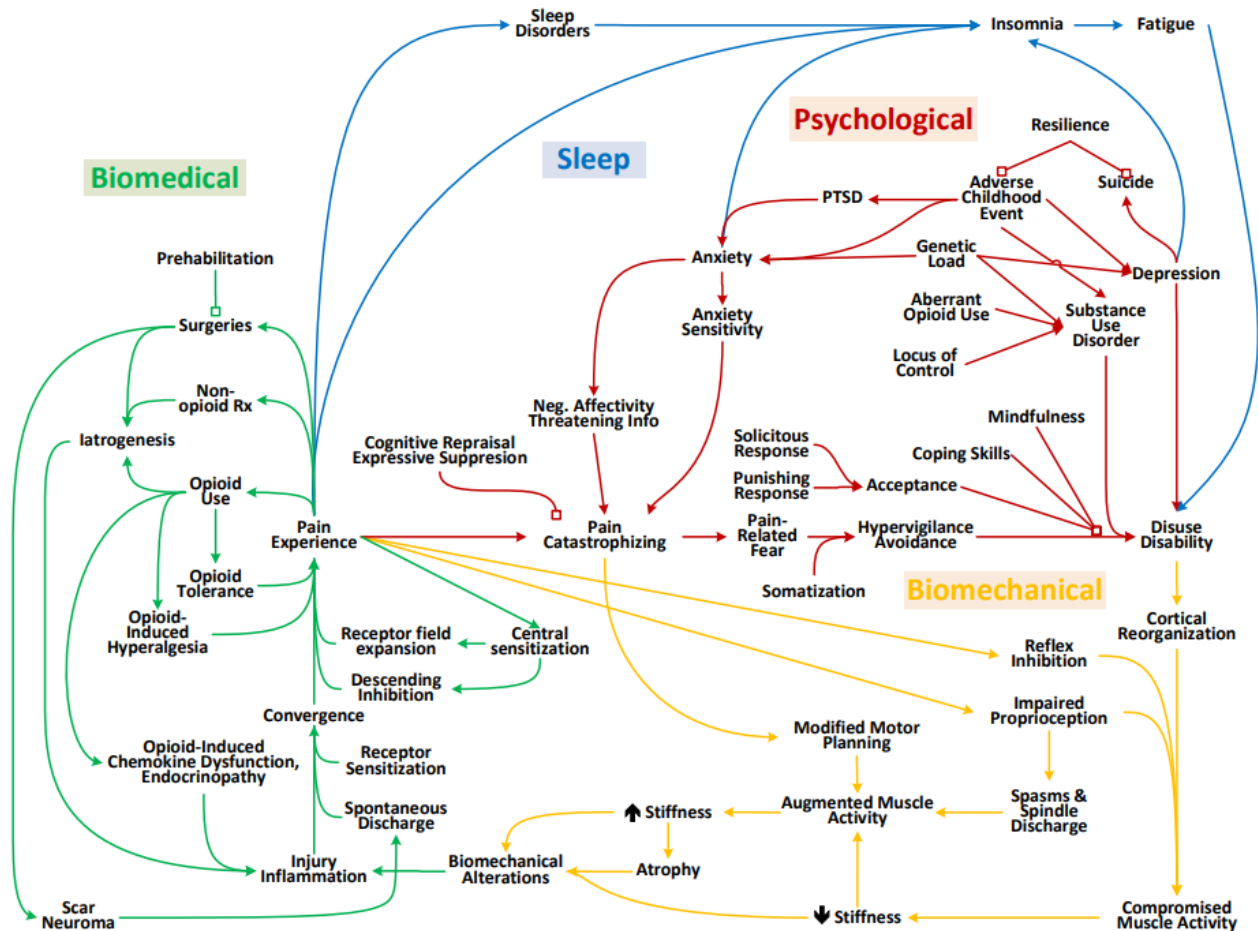 Sleep
Disorders
Insomnia
Fatigue
Psychological
Resilience
Sleep
Biomedical
Adverse
Childhood
Event
Suicide
PTSD
Prehabilitation
Anxiety
Genetic
Load
Depression
Surgeries
Anxiety
Sensitivity
Aberrant
Opioid Use
Substance
Use
Disorder
Locus of
Control
Non-
opioid Rx
Neg. Affectivity
Threatening Info
Mindfulness
Iatrogenesis
Cognitive Repraisal
Expressive Suppresion
Solicitous
Response
Coping Skills
Opioid
Use
Punishing
Response
Acceptance
Pain
Experience
Pain
Catastrophizing
Pain-
Related
Fear
Hypervigilance
Avoidance
Disuse
Disability
Opioid
Tolerance
Somatization
Biomechanical
Opioid-
Induced
Hyperalgesia
Receptor field
expansion
Central
sensitization
Cortical
Reorganization
Reflex
Inhibition
Descending
Inhibition
Convergence
Impaired
Proprioception
Modified Motor
Planning
Opioid-Induced
Chemokine Dysfunction,
Endocrinopathy
Receptor
Sensitization
Spontaneous
Discharge
Stiffness
Augmented Muscle
Activity
Spasms &
Spindle
Discharge
Injury
Inflammation
Biomechanical
Alterations
Atrophy
Scar
Neuroma
Stiffness
Compromised
Muscle Activity